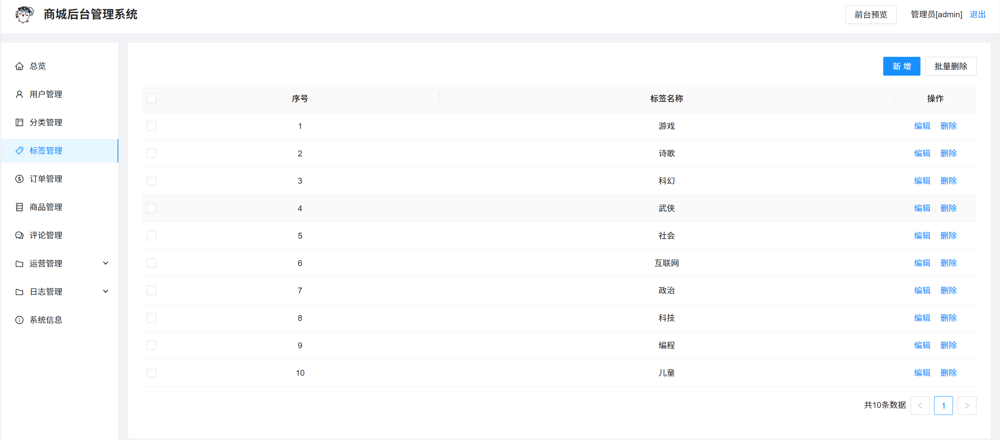 商城后台管理系统
前台预览 管理员[admin] 退出
总览
用户管理
分类管理
标签管理
订单管理
商品管理
评论管理
运营管理
日志管理
系统信息
新 增 批量删除
序号 标签名称 操作
1 游戏 编辑 删除
2 诗歌 编辑 删除
3 科幻 编辑 删除
4 武侠 编辑 删除
5 社会 编辑 删除
6 互联网 编辑 删除
7 政治 编辑 删除
8 科技 编辑 删除
9 编程 编辑 删除
10 儿童 编辑 删除
共10条数据 < 1 >